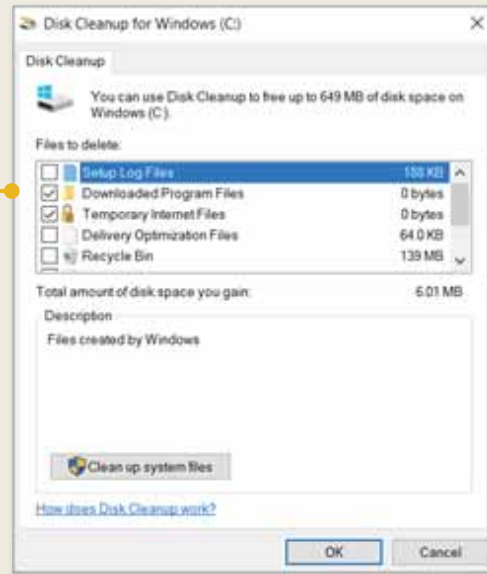 Disk Cleanup for Windows (C:)
Disk Cleanup
You can use Disk Cleanup to free up to 649 MB of disk space on
Windows (C:).
Files to delete:
Setup Log Files 188 KB
Downloaded Program Files 0 bytes
Temporary Internet Files 0 bytes
Delivery Optimization Files 64.0 KB
Recycle Bin 139 MB
Total amount of disk space you gain: 6.01 MB
Description
Files created by Windows
Clean up system files
How does Disk Cleanup work?
OK Cancel